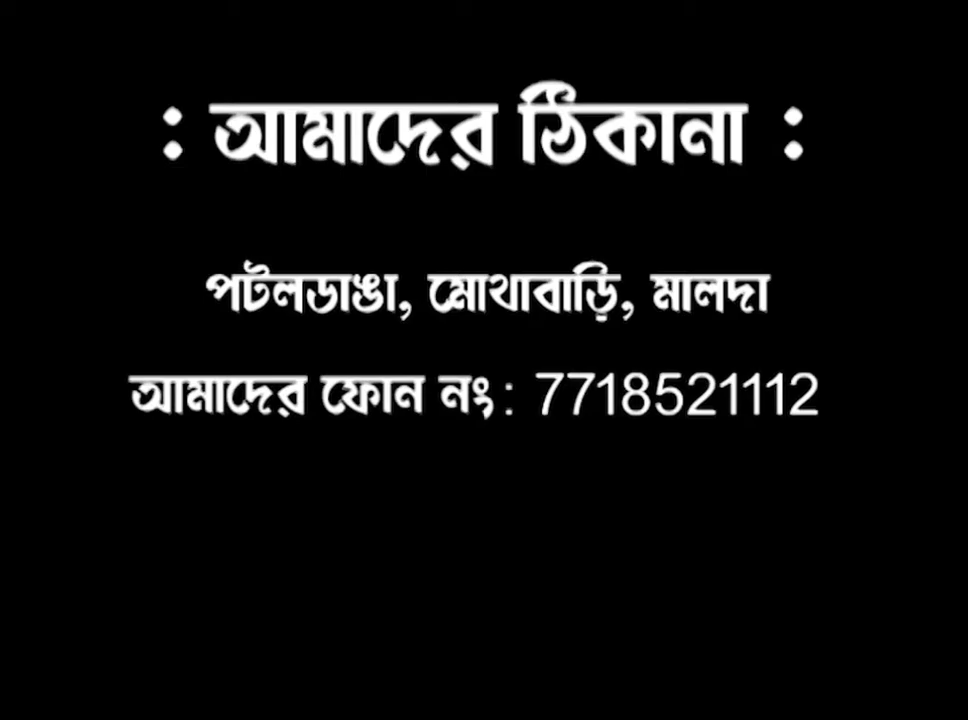 : আমাদের ঠিকানা :
পটলডাঙা, মোথাবাড়ি, মালদা
আমাদের ফোন নং : 7718521112